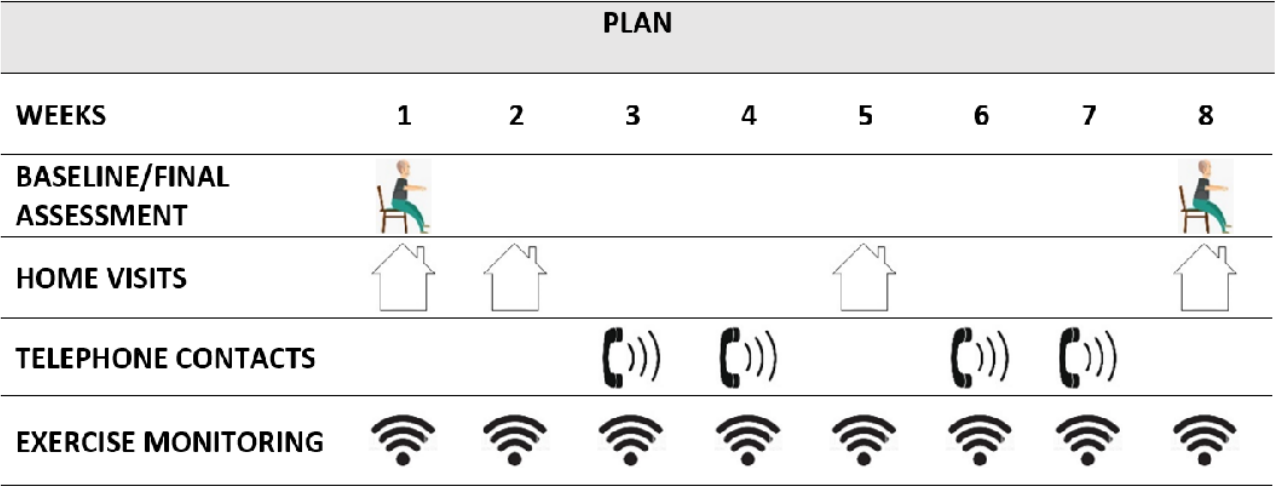 PLAN
WEEKS 1 2 3 4 5 6 7 8
BASELINE/FINAL
ASSESSMENT
HOME VISITS
TELEPHONE CONTACTS
EXERCISE MONITORING